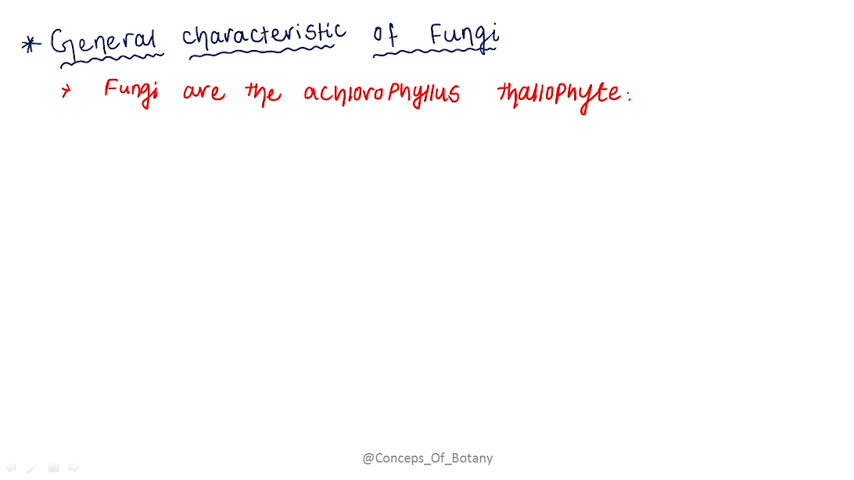 * General characteristic of Fungi
→ Fungi are the achlorophyllus thallophyte.
@Conceps_Of_Botany